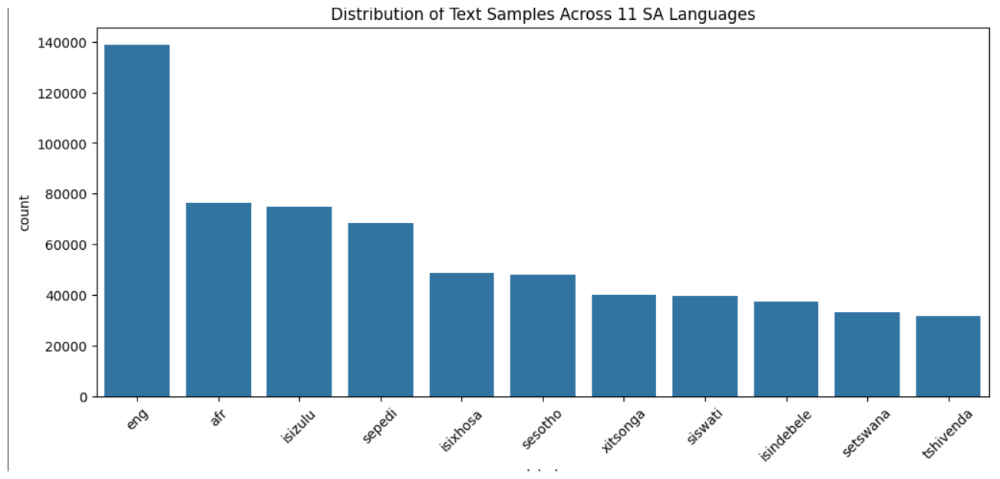 Distribution of Text Samples Across 11 SA Languages
140000
120000
100000
80000
60000
40000
20000
0
count
eng
afr
isizulu
sepedi
isixhosa
sesotho
xitsonga
siswati
isindebele
setswana
tshivenda